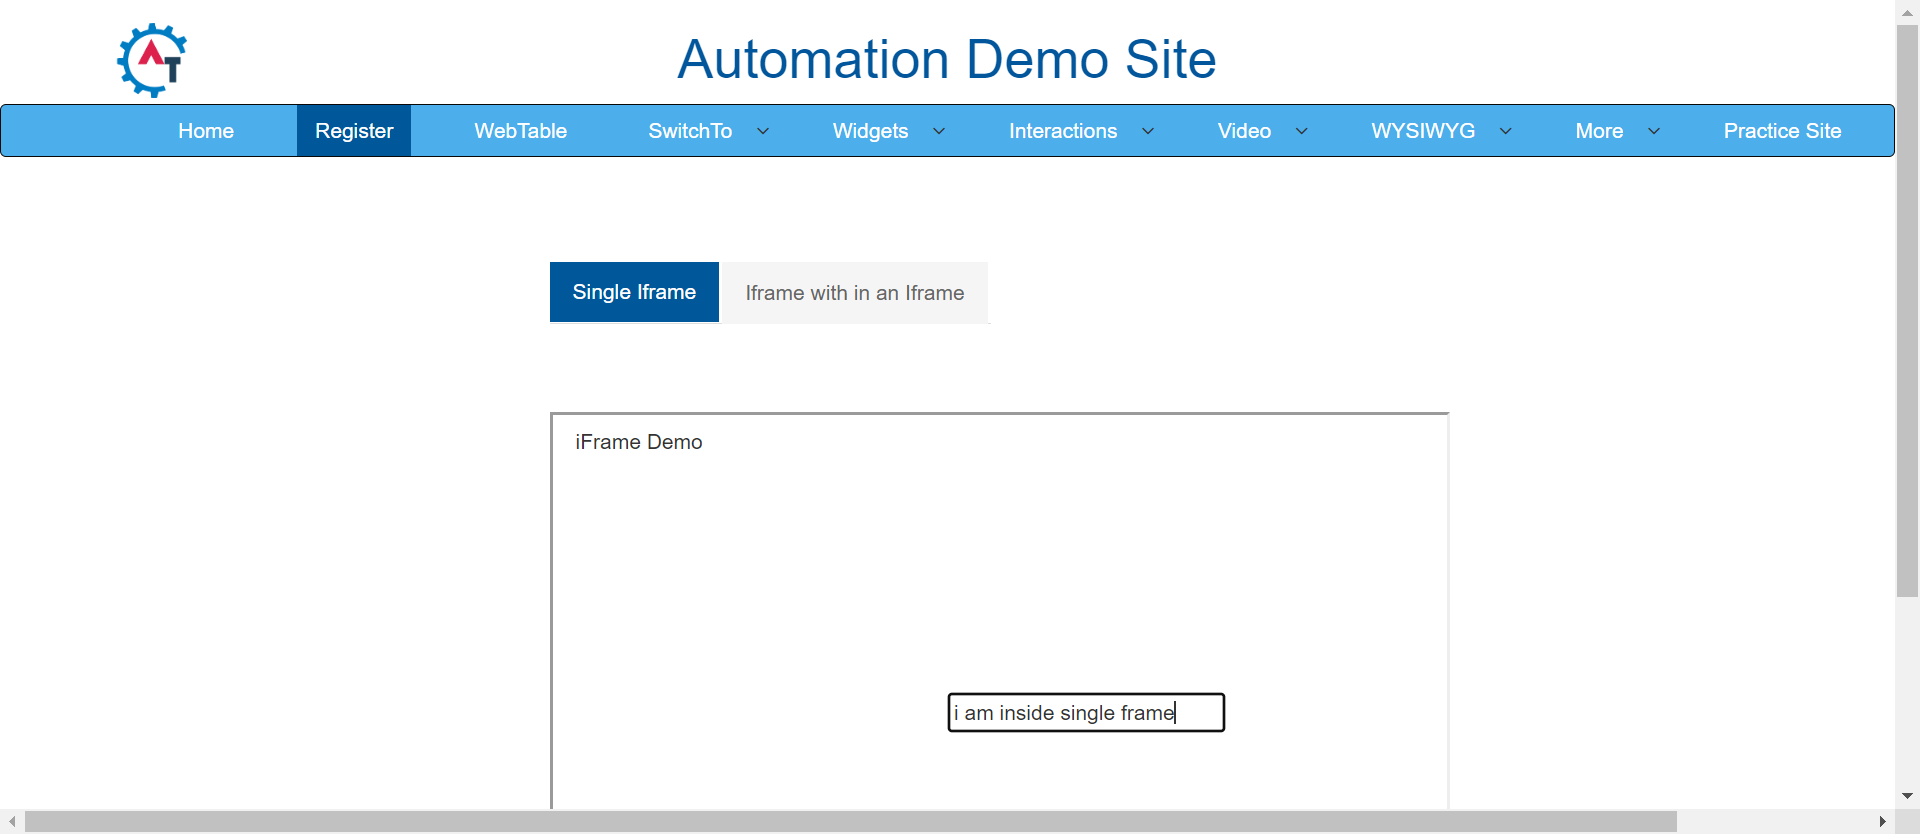 AT
Automation Demo Site
Home Register WebTable SwitchTo Widgets Interactions Video WYSIWYG More Practice Site
Single Iframe Iframe with in an Iframe
iFrame Demo
i am inside single frame